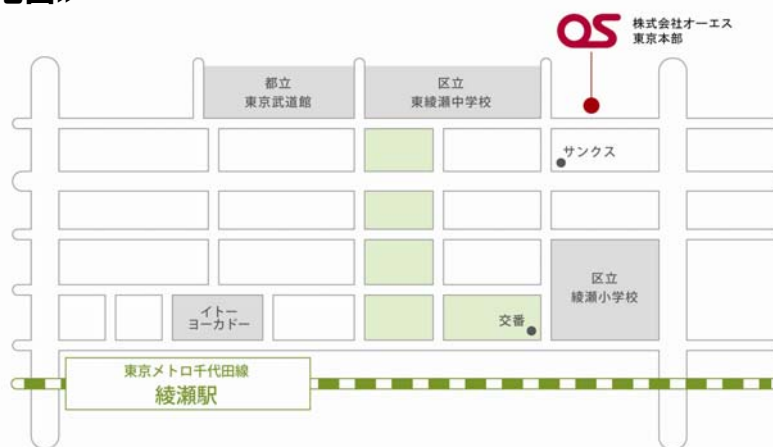 OS 株式会社オーエス
東京本部
都立
東京武道館
区立
東綾瀬中学校
サンクス
区立
綾瀬小学校
イトー
ヨーカドー
交番
東京メトロ千代田線
綾瀬駅